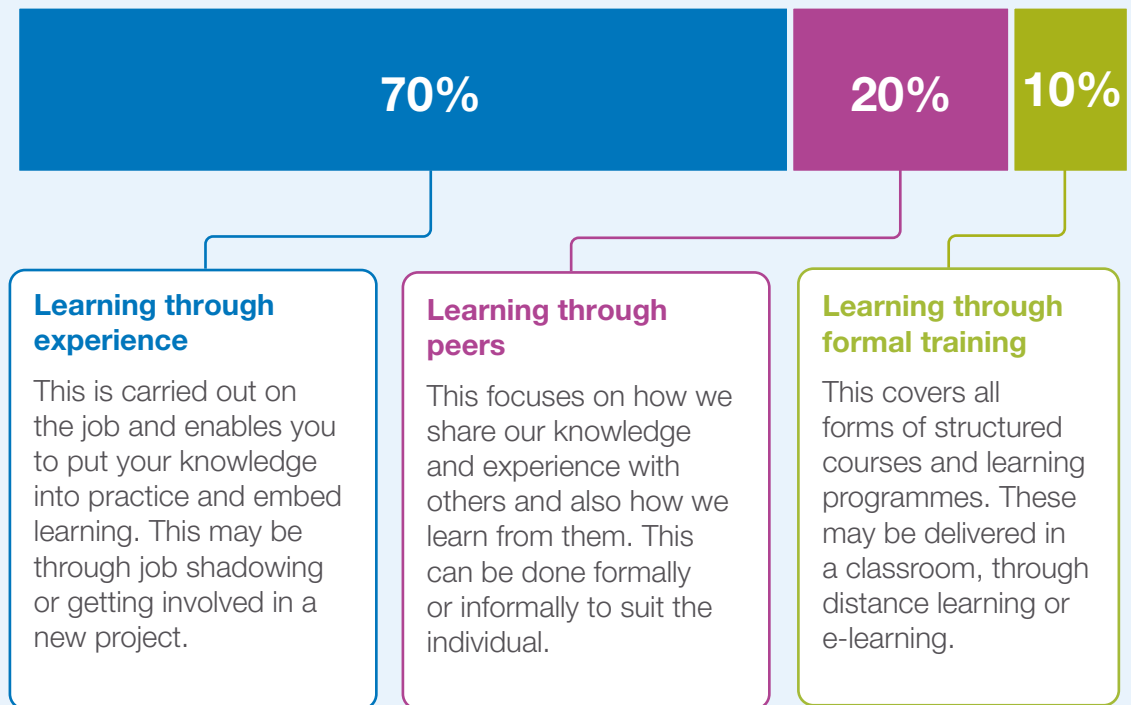 70%
20%
10%
Learning through
experience
This is carried out on
the job and enables you
to put your knowledge
into practice and embed
learning. This may be
through job shadowing
or getting involved in a
new project.
Learning through
peers
This focuses on how we
share our knowledge
and experience with
others and also how we
learn from them. This
can be done formally
or informally to suit the
individual.
Learning through
formal training
This covers all
forms of structured
courses and learning
programmes. These
may be delivered in
a classroom, through
distance learning or
e-learning.